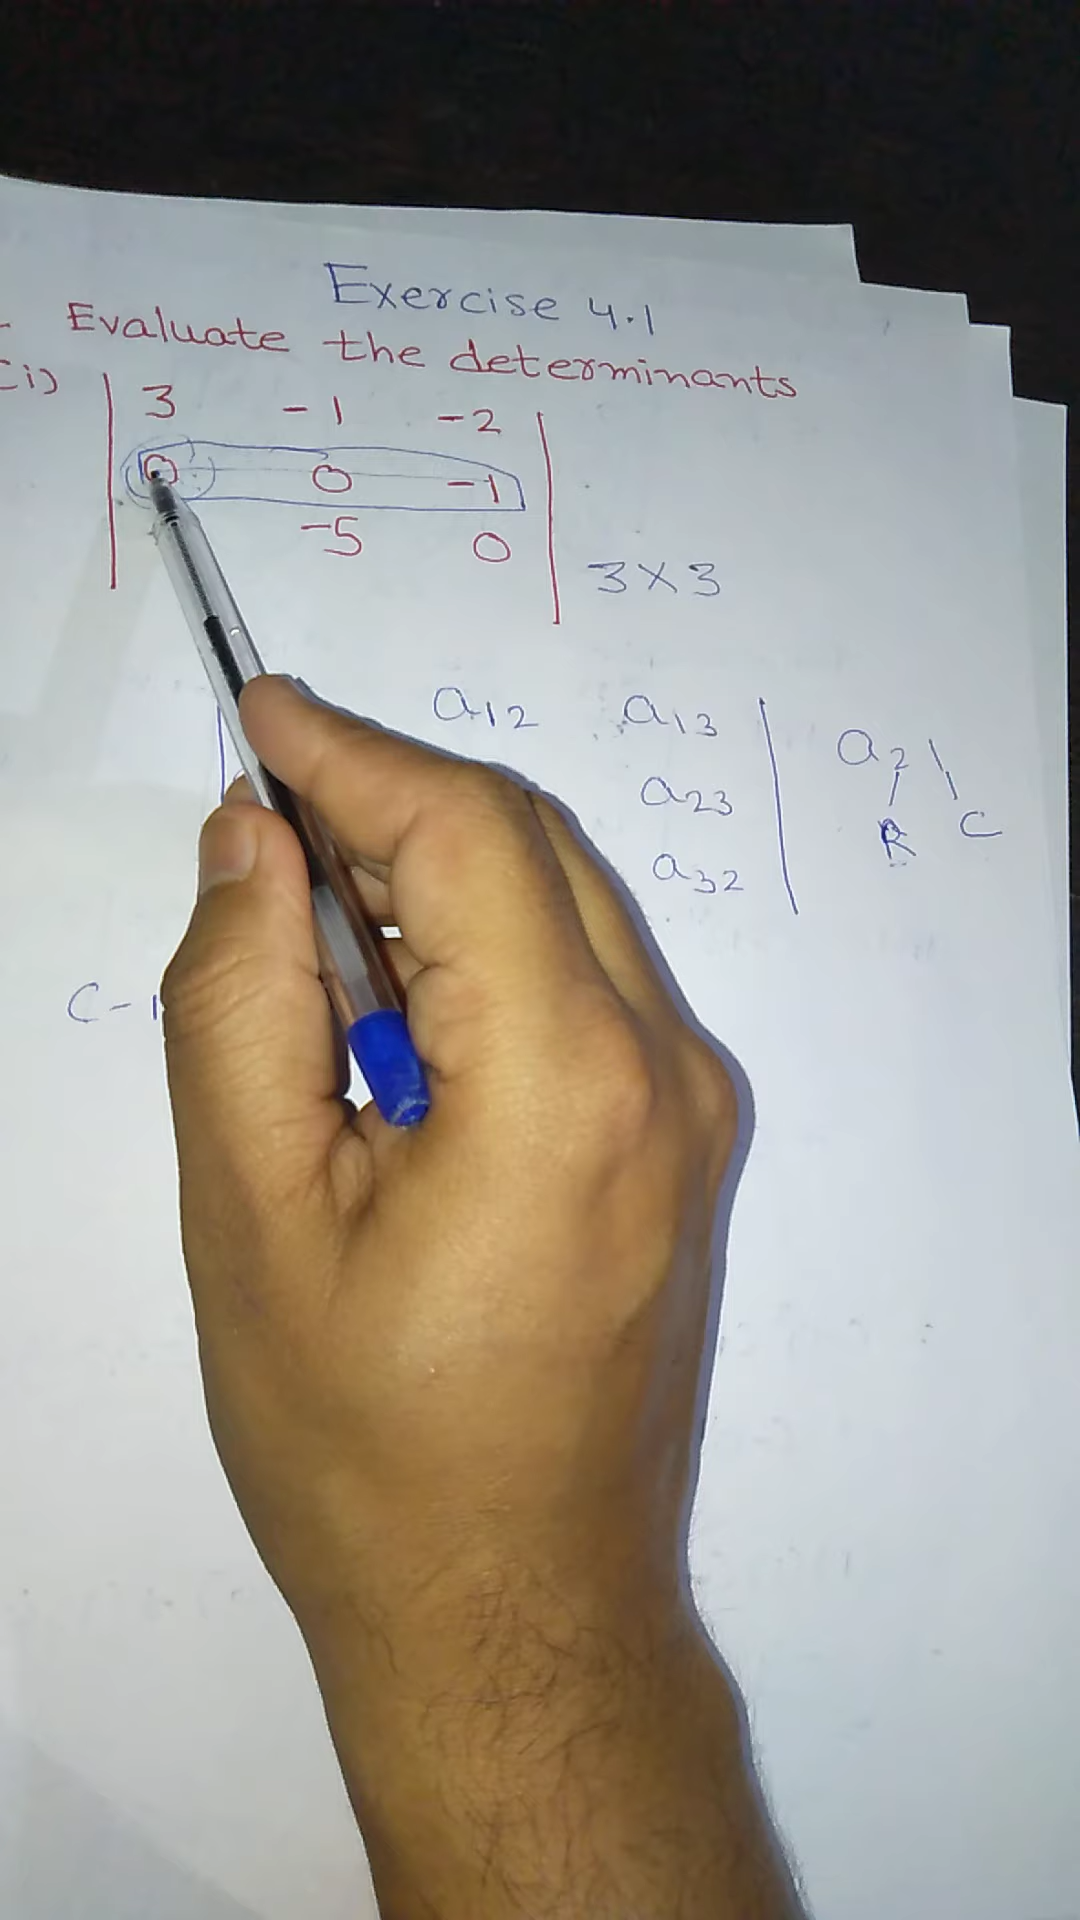 Exercise 4.1
Evaluate the determinants
(i)
3 -1 -2
0 0 -1
-5 0
3×3
a12 a13
a21
a23
R C
a32
C-1